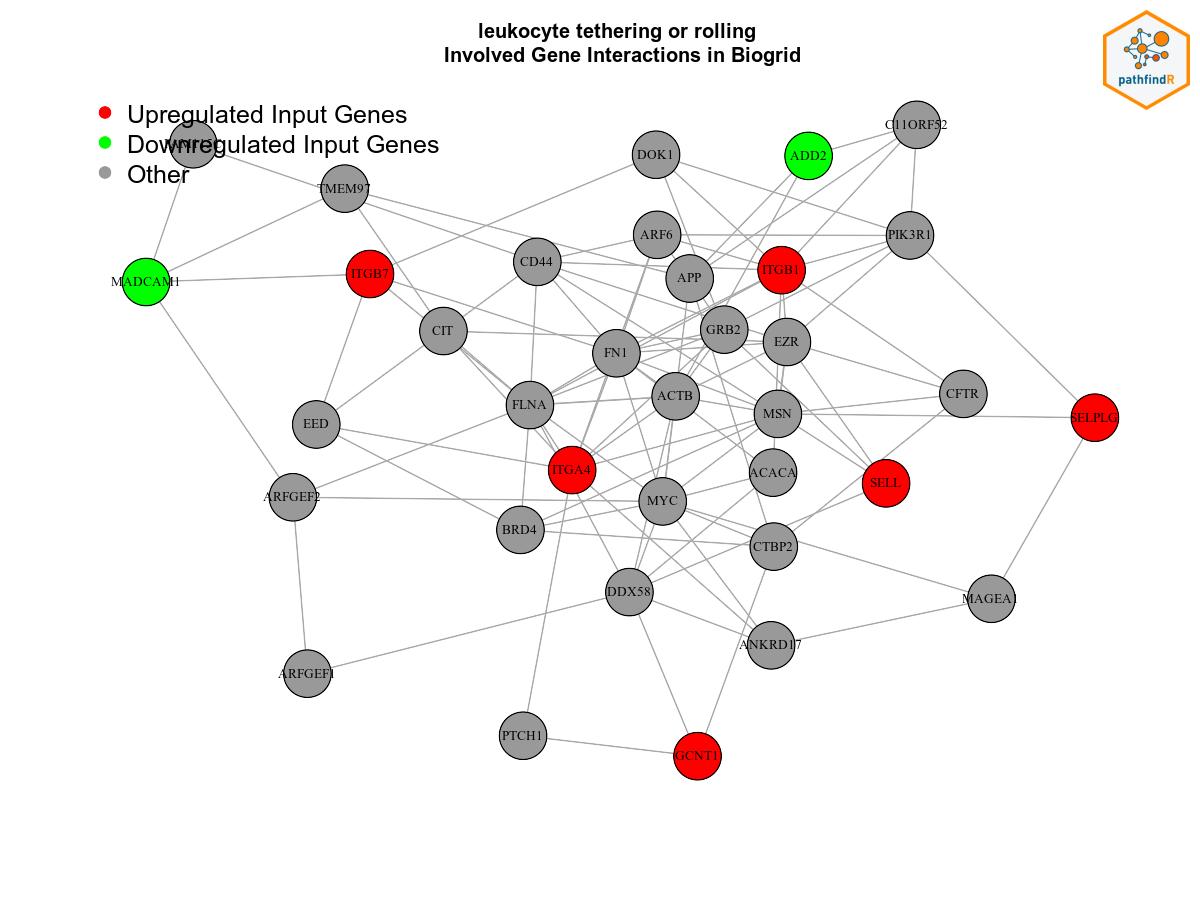 leukocyte tethering or rolling
Involved Gene Interactions in Biogrid
pathfindR
Upregulated Input Genes
Downregulated Input Genes
Other
C11ORF52
DOK1
ADD2
TMEM97
ARF6
PIK3R1
CD44
ITGB7
APP
ITGB1
MADCAM1
CIT
GRB2
EZR
FN1
ACTB
CFTR
FLNA
MSN
SELPLG
EED
ITGA4
ACACA
SELL
ARFGEF2
MYC
BRD4
CTBP2
DDX58
MAGEA1
ANKRD17
ARFGEF1
PTCH1
GCNT1